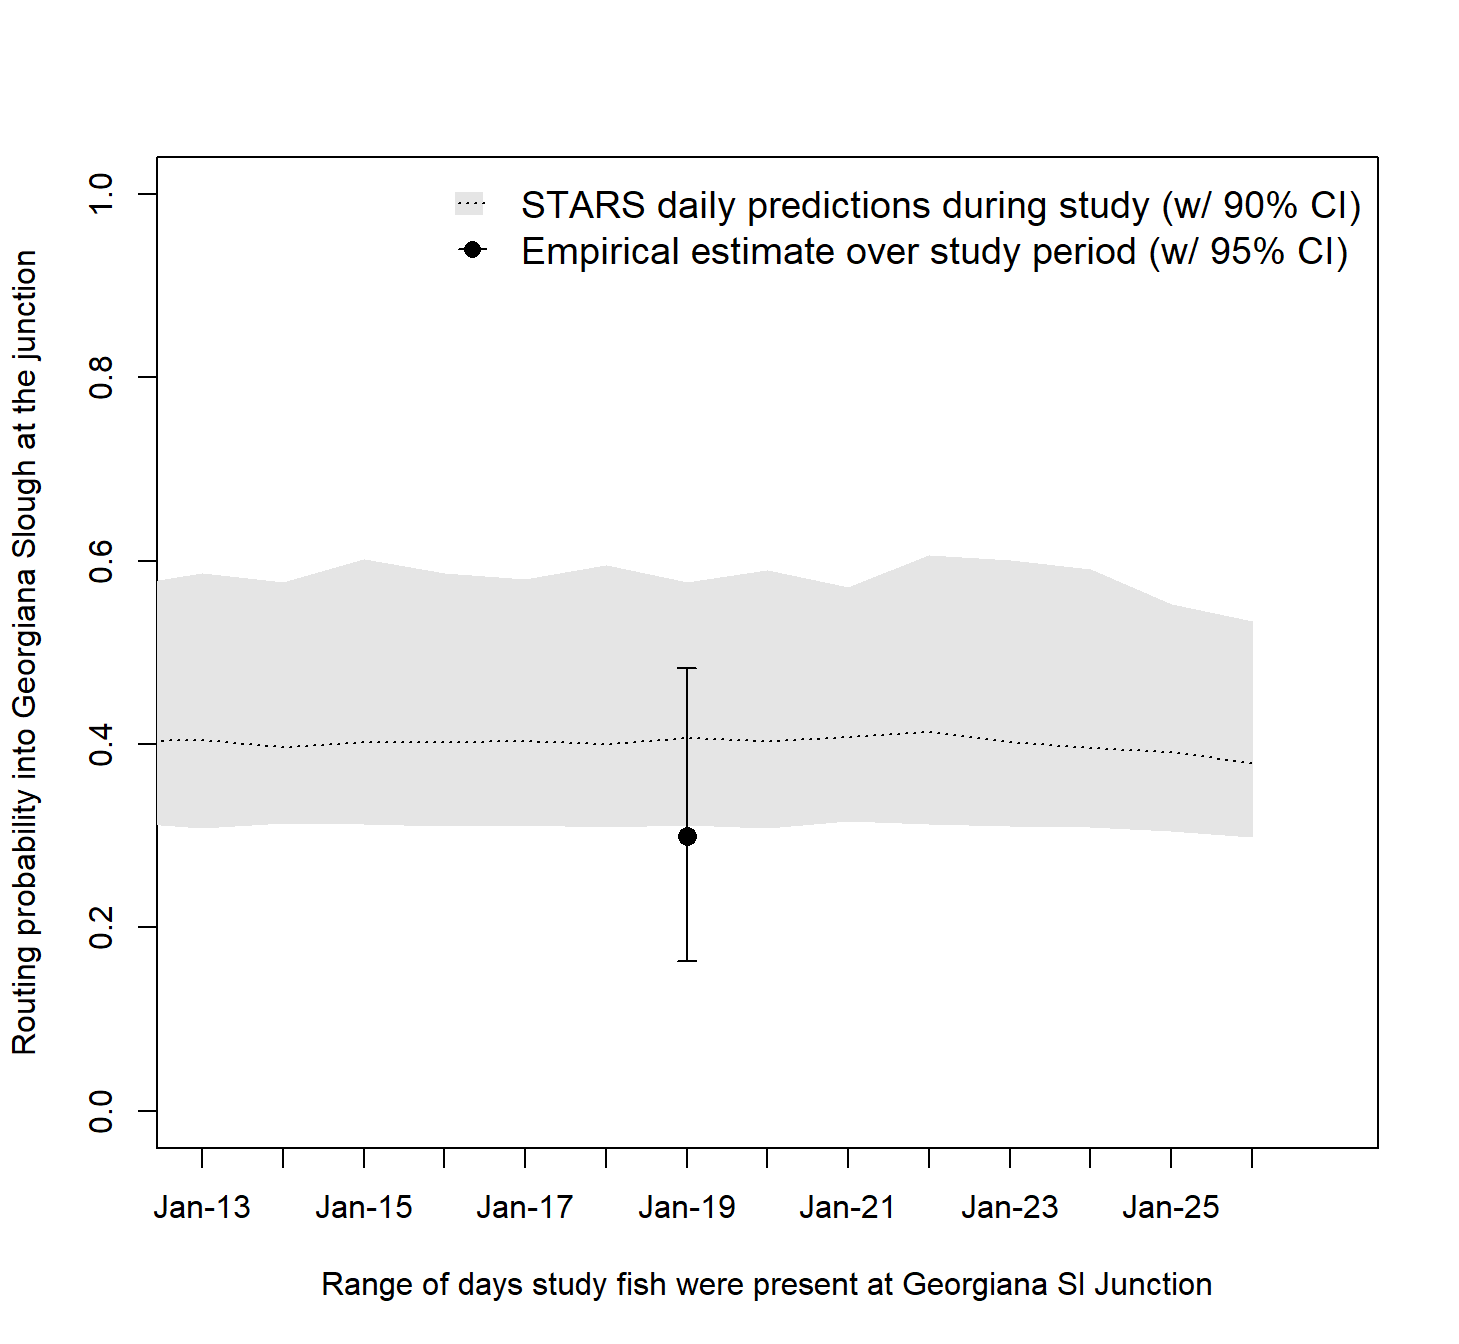 STARS daily predictions during study (w/ 90% CI)
Empirical estimate over study period (w/ 95% CI)
Routing probability into Georgiana Slough at the junction
1.0
0.8
0.6
0.4
0.2
0.0
Jan-13 Jan-15 Jan-17 Jan-19 Jan-21 Jan-23 Jan-25
Range of days study fish were present at Georgiana Sl Junction